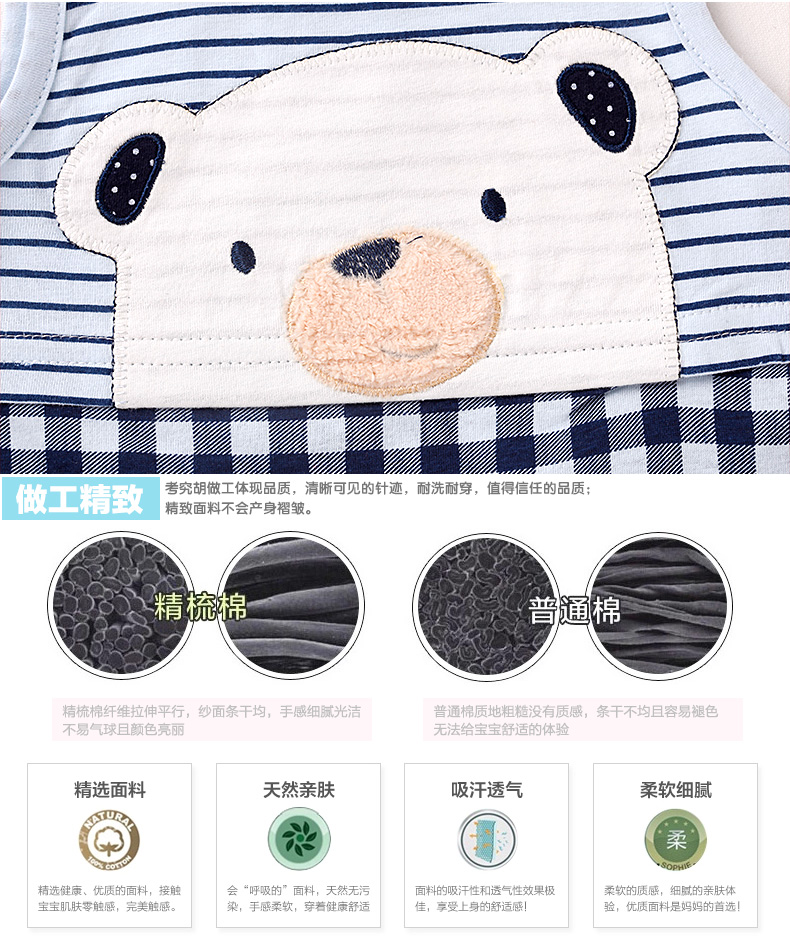 做工精致
考究胡做工体现品质，清晰可见的针迹，耐洗耐穿，值得信任的品质；
精致面料不会产身褶皱。
精梳棉
普通棉
精梳棉纤维拉伸平行，纱面条干均，手感细腻光洁
不易气球且颜色亮丽
普通棉质地粗糙没有质感，条干不均且容易褪色
无法给宝宝舒适的体验
精选面料
NATURAL
100% COTTON
精选健康、优质的面料，接触
宝宝肌肤零触感，完美触感。
天然亲肤
会“呼吸的”面料，天然无污
染，手感柔软，穿着健康舒适
吸汗透气
面料的吸汗性和透气性效果极
佳，享受上身的舒适感！
柔软细腻
柔
SOPHIE
柔软的质感，细腻的亲肤体
验，优质面料是妈妈的首选！